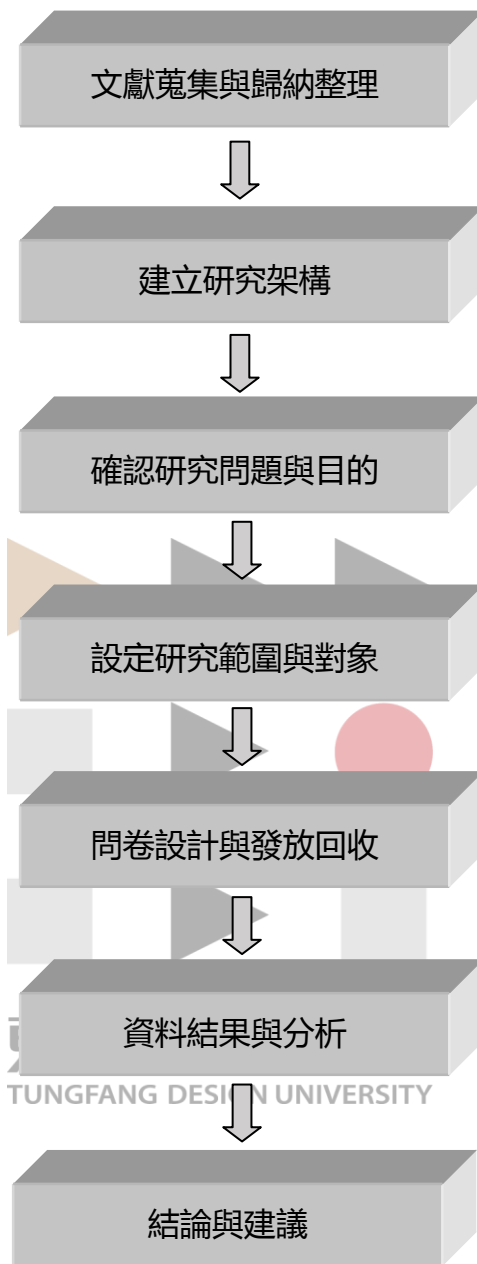 文獻蒐集與歸納整理
建立研究架構
確認研究問題與目的
設定研究範圍與對象
問卷設計與發放回收
資料結果與分析
TUNGFANG DESIGN UNIVERSITY
結論與建議